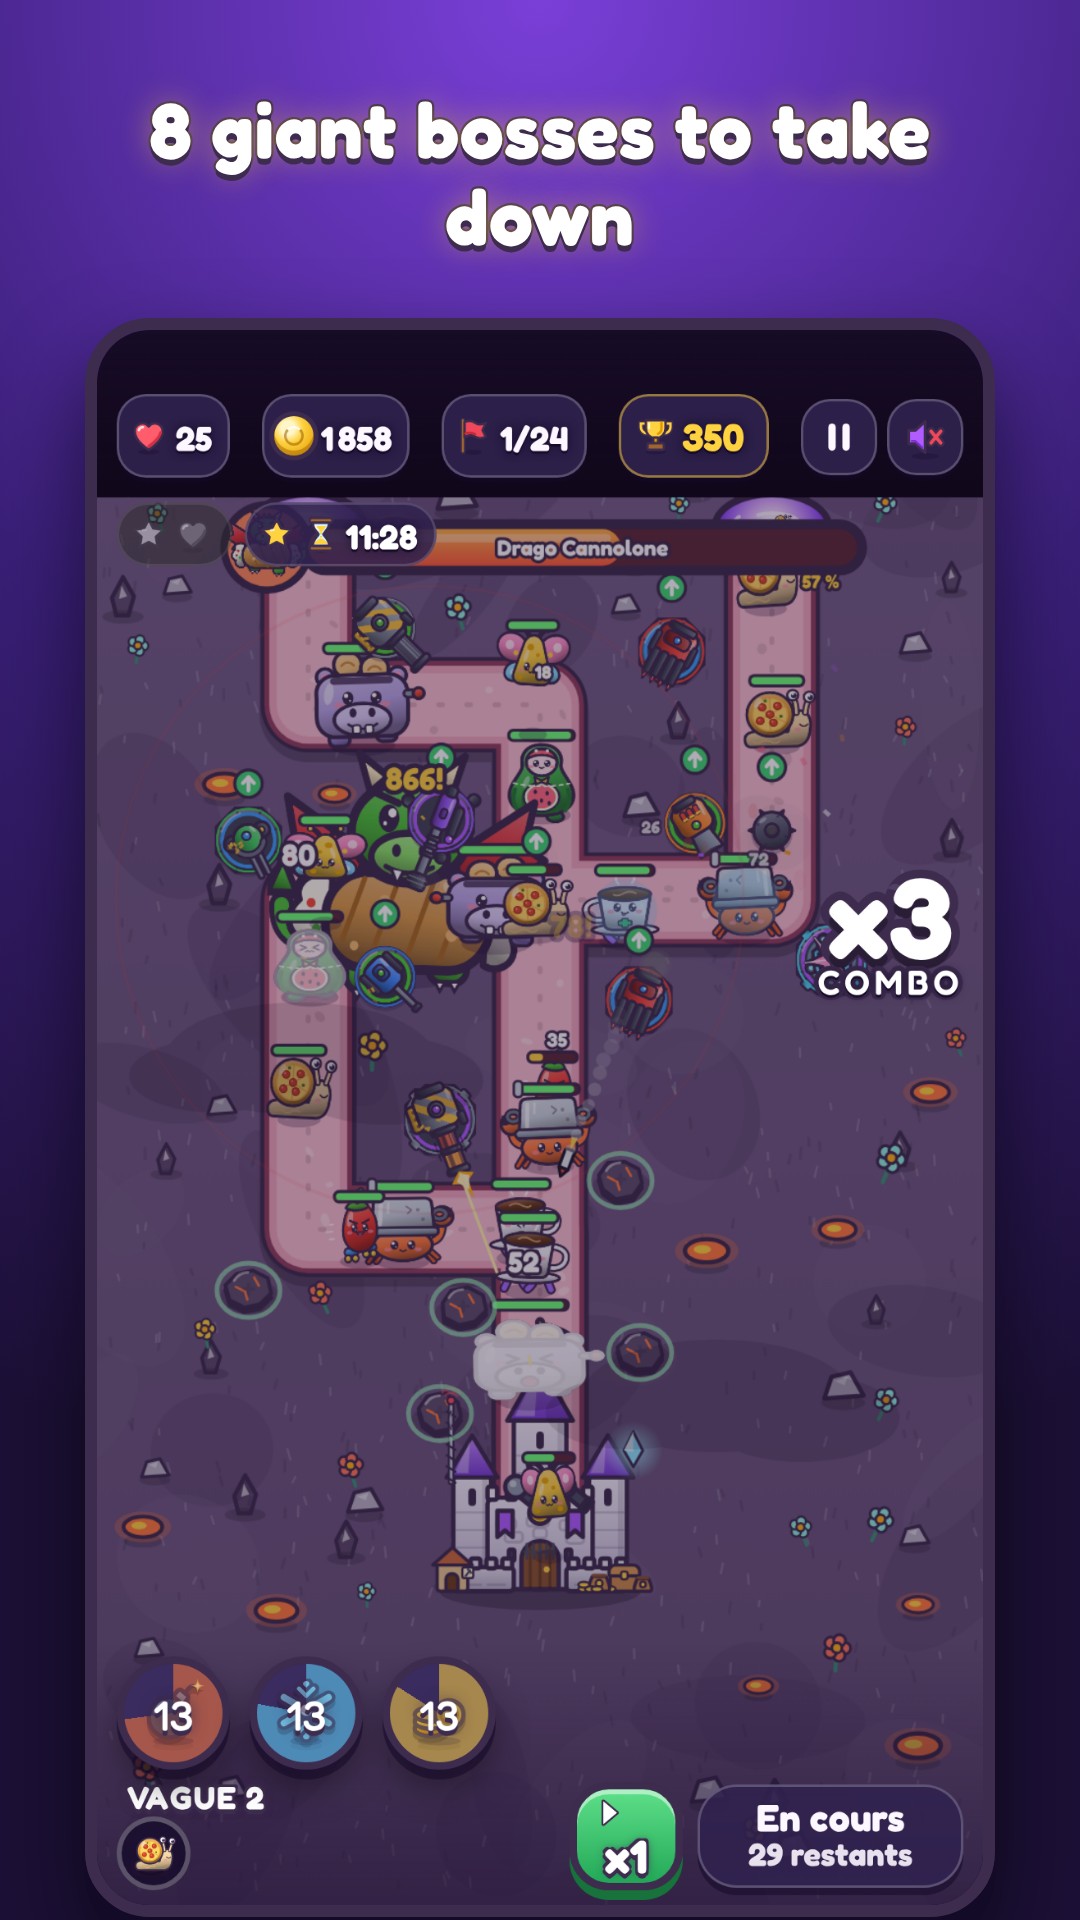 8 giant bosses to take
down
25
1858
1/24
350
11:28
Drago Cannolone
57 %
18
866!
26
72
80
x3
COMBO
35
52
13
13
13
VAGUE 2
x1
En cours
29 restants